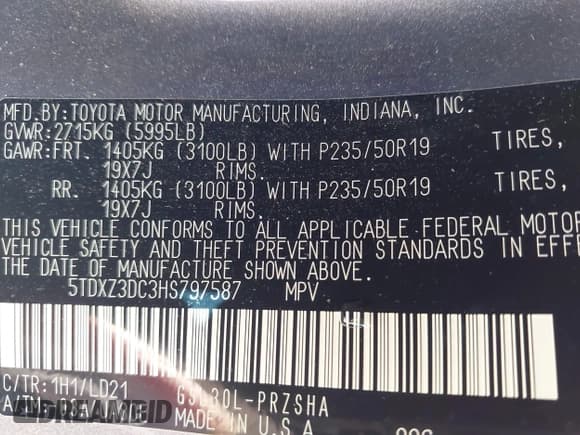 MFD.BY:TOYOTA MOTOR MANUFACTURING, INDIANA, INC.
GVWR:2715KG (5995LB)
GAWR:FRT. 1405KG (3100LB) WITH P235/50R19 TIRES,
19X7J RIMS.
RR. 1405KG (3100LB) WITH P235/50R19 TIRES,
19X7J RIMS.
THIS VEHICLE CONFORMS TO ALL APPLICABLE FEDERAL MOTOR
VEHICLE SAFETY AND THEFT PREVENTION STANDARDS IN EFFE
THE DATE OF MANUFACTURE SHOWN ABOVE.
5TDXZ3DC3HS797587 MPV
C/TR:1H1/LD21 GSL30L-PRZSHA
MADE IN U.S.A
DREAMBID